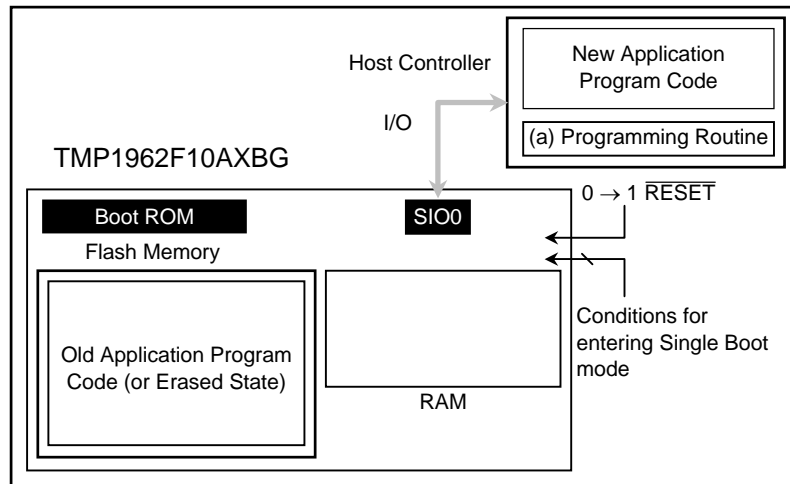 Host Controller
New Application
Program Code
I/O
(a) Programming Routine
TMP1962F10AXBG
0 → 1 RESET
Boot ROM
SIO0
Flash Memory
Old Application Program
Code (or Erased State)
RAM
Conditions for
entering Single Boot
mode